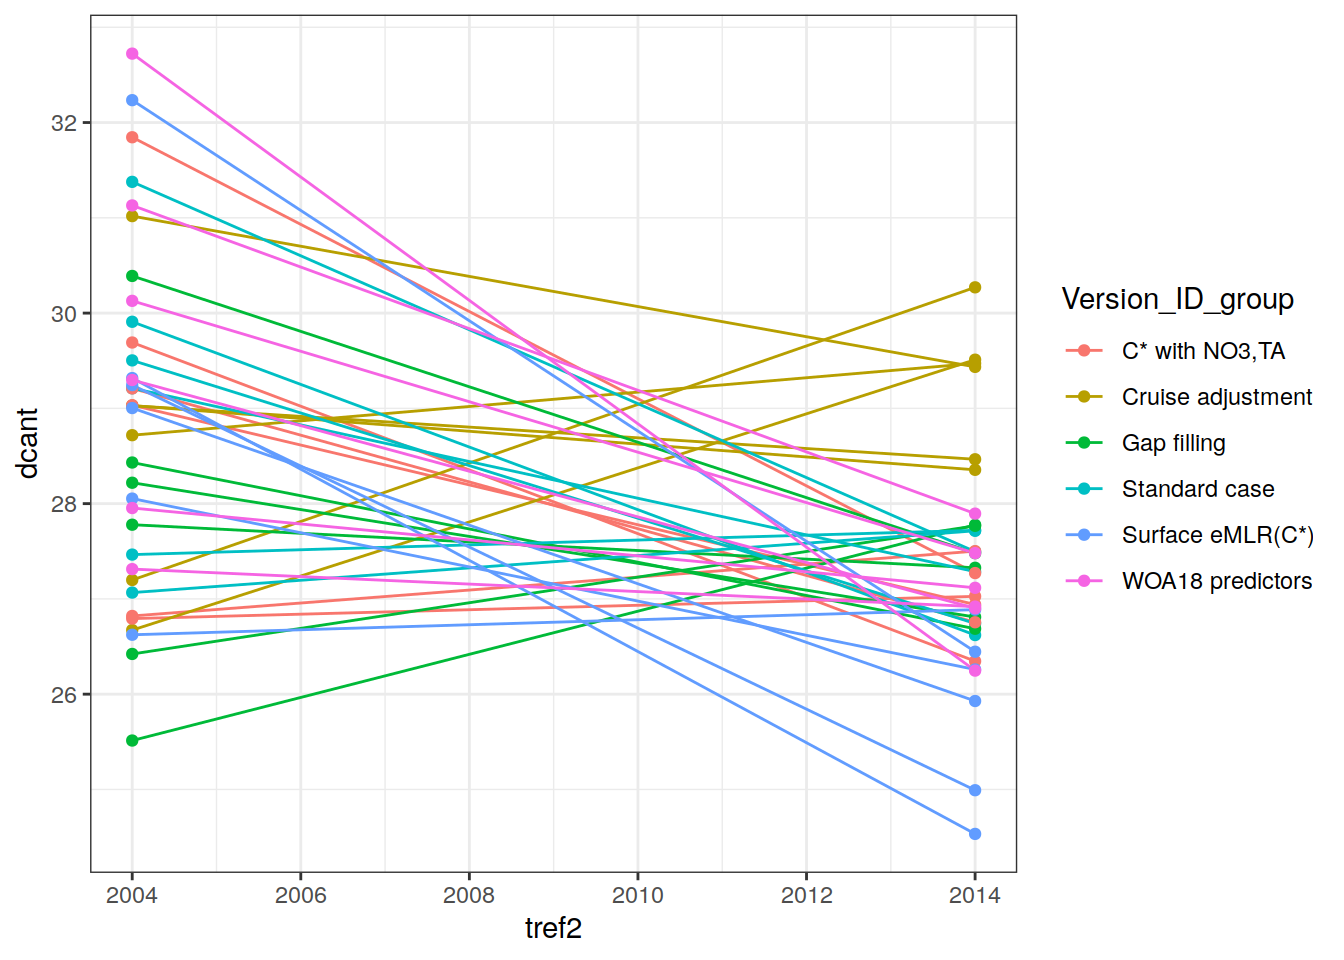 32
30
28
26
dcant
2004 2006 2008 2010 2012 2014
tref2
Version_ID_group
C* with NO3,TA
Cruise adjustment
Gap filling
Standard case
Surface eMLR(C*)
WOA18 predictors